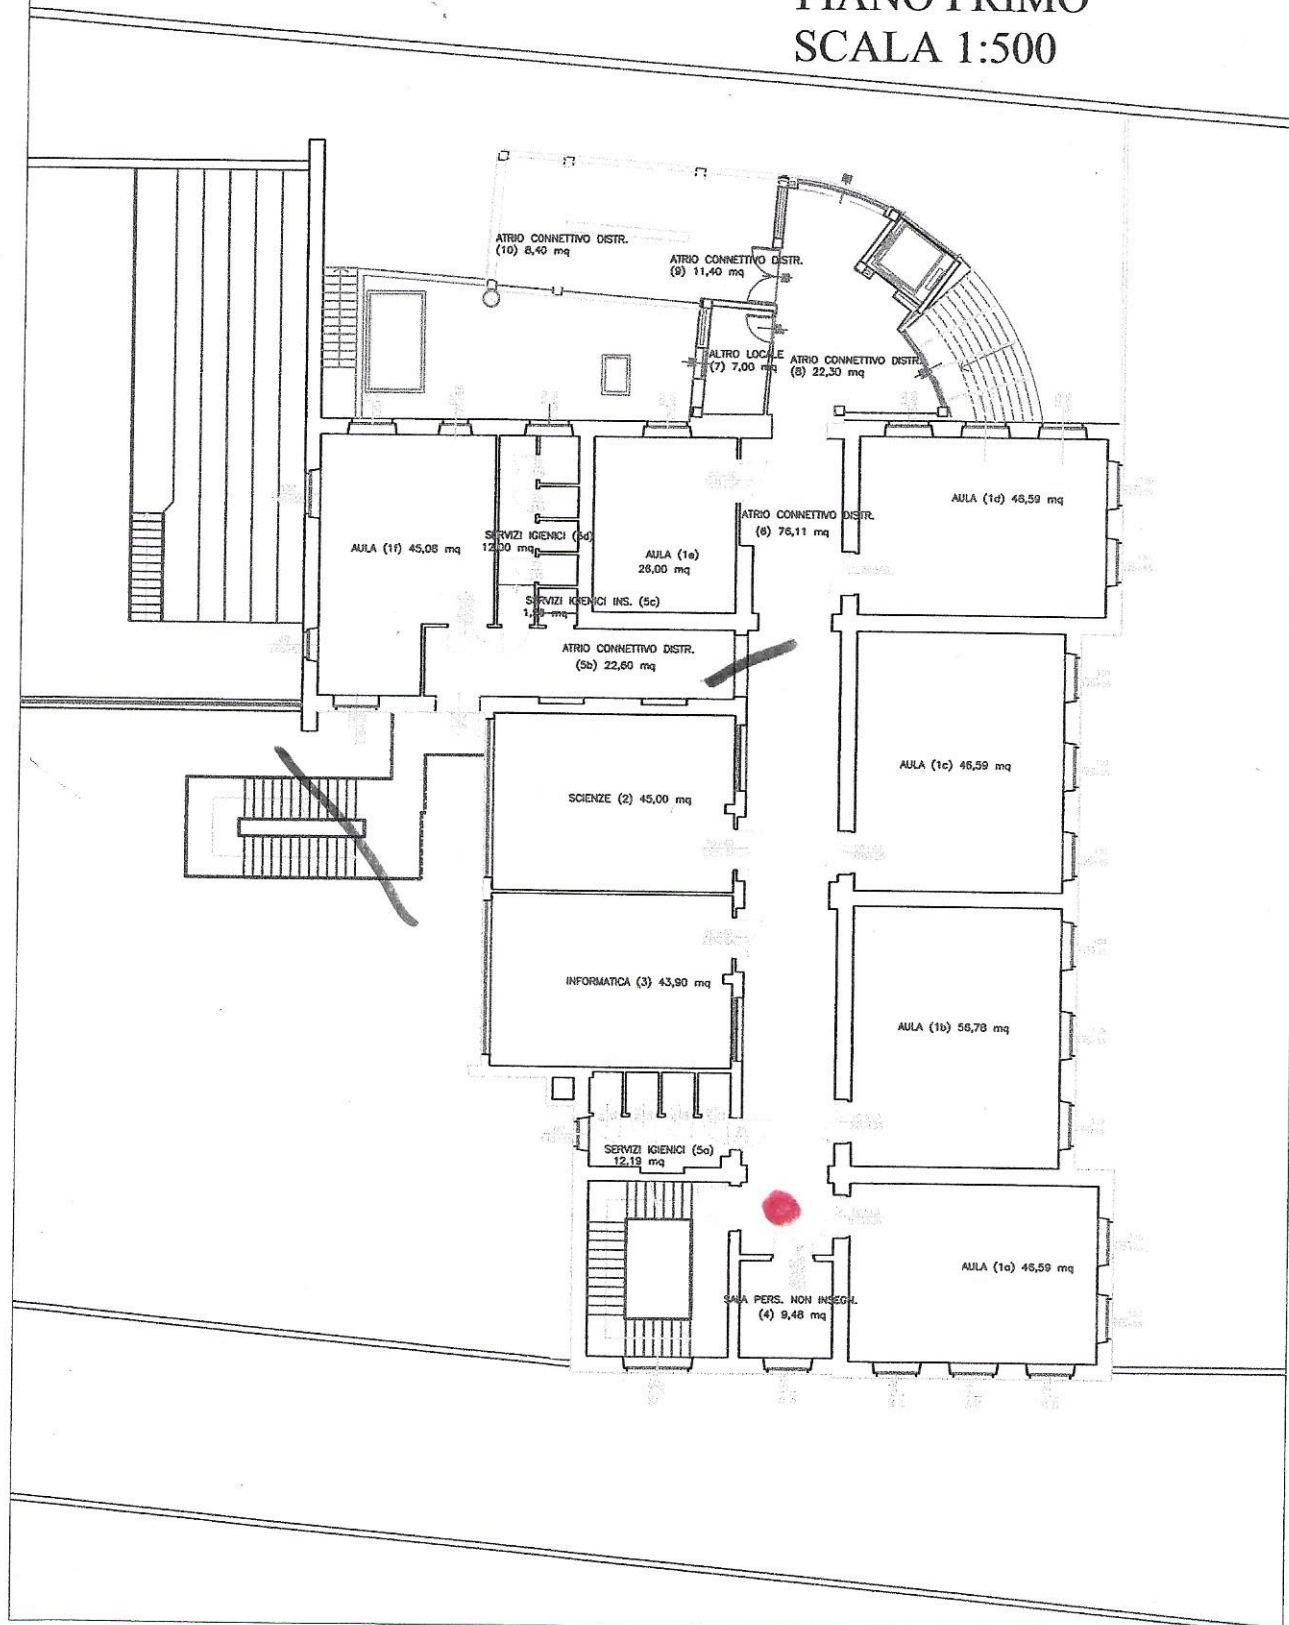 PIANO PRIMO
SCALA 1:500
ATRIO CONNETTIVO DISTR.
(10) 8,40 mq
ATRIO CONNETTIVO DISTR.
(9) 11,40 mq
ALTRO LOCALE
(7) 7,00 mq
ATRIO CONNETTIVO DISTR.
(8) 22,30 mq
AULA (1d) 46,59 mq
ATRIO CONNETTIVO DISTR.
(6) 76,11 mq
AULA (1f) 45,08 mq
SERVIZI IGIENICI (5d)
12,00 mq
AULA (1e)
26,00 mq
SERVIZI IGIENICI INS. (5c)
mq
ATRIO CONNETTIVO DISTR.
(5b) 22,60 mq
AULA (1c) 46,59 mq
SCIENZE (2) 45,00 mq
INFORMATICA (3) 43,90 mq
AULA (1b) 56,78 mq
SERVIZI IGIENICI (5a)
12,19 mq
AULA (1a) 46,59 mq
SALA PERS. NON INSEGN.
(4) 9,48 mq